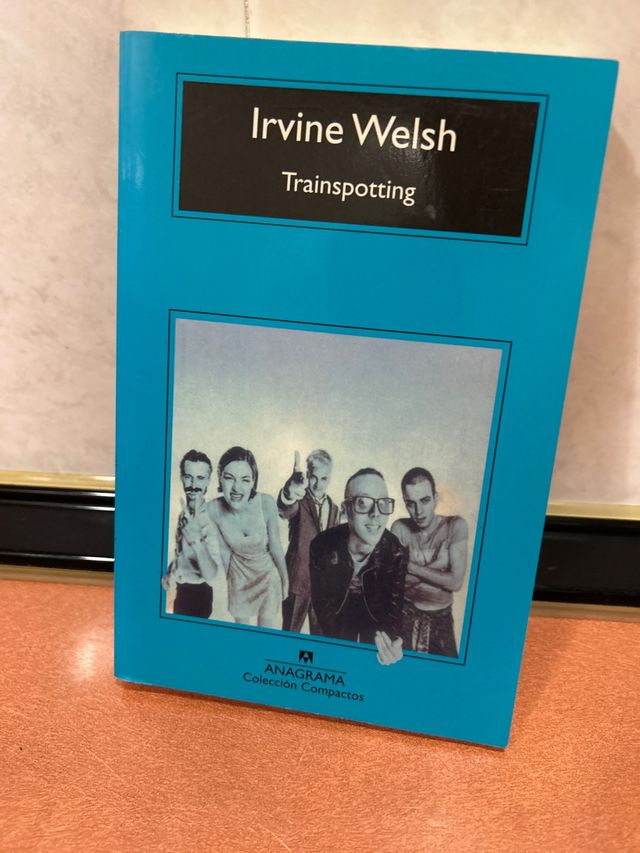 Irvine Welsh
Trainspotting
ANAGRAMA
Colección Compactos